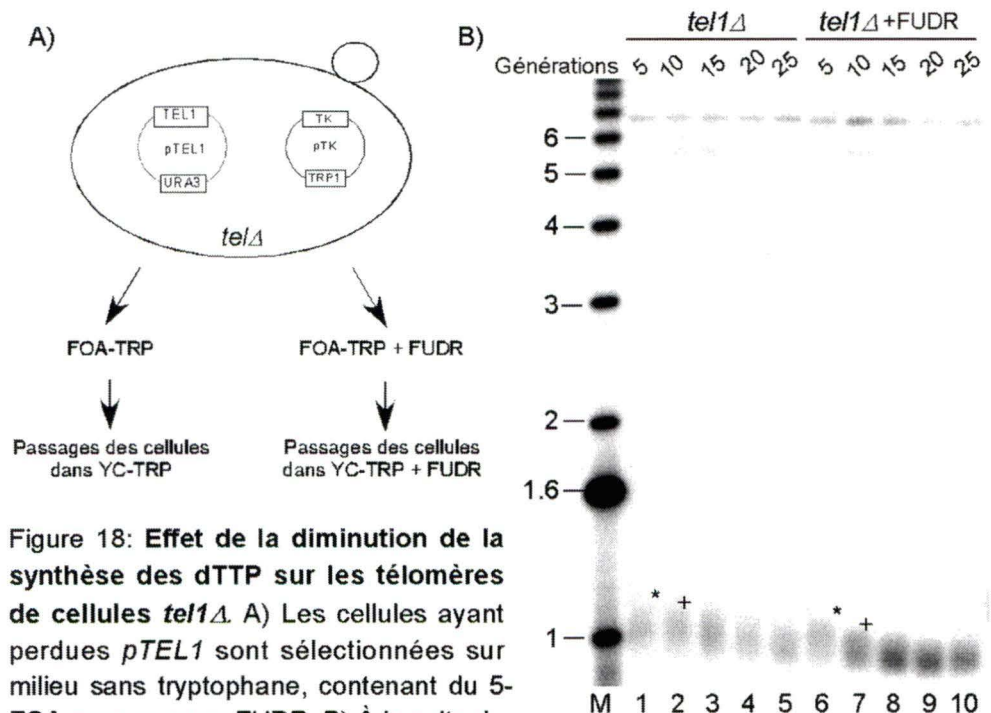 A)
TEL1
pTEL1
URA3
TK
pTK
TRP1
telΔ
FOA-TRP
FOA-TRP + FUDR
Passages des cellules
dans YC-TRP
Passages des cellules
dans YC-TRP + FUDR
B)
tel1Δ
tel1Δ+FUDR
Générations 5 10 15 20 25 5 10 15 20 25
6
5
4
3
2
1.6
1
* +
* +
M 1 2 3 4 5 6 7 8 9 10
Figure 18: Effet de la diminution de la
synthèse des dTTP sur les télomères
de cellules tel1Δ. A) Les cellules ayant
perdues pTEL1 sont sélectionnées sur
milieu sans tryptophane, contenant du 5-